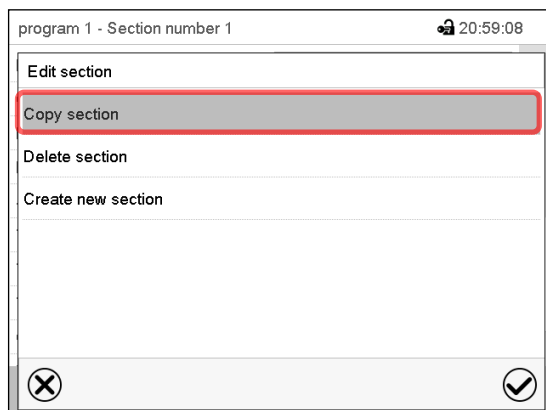 program 1 - Section number 1 20:59:08
Edit section
Copy section
Delete section
Create new section